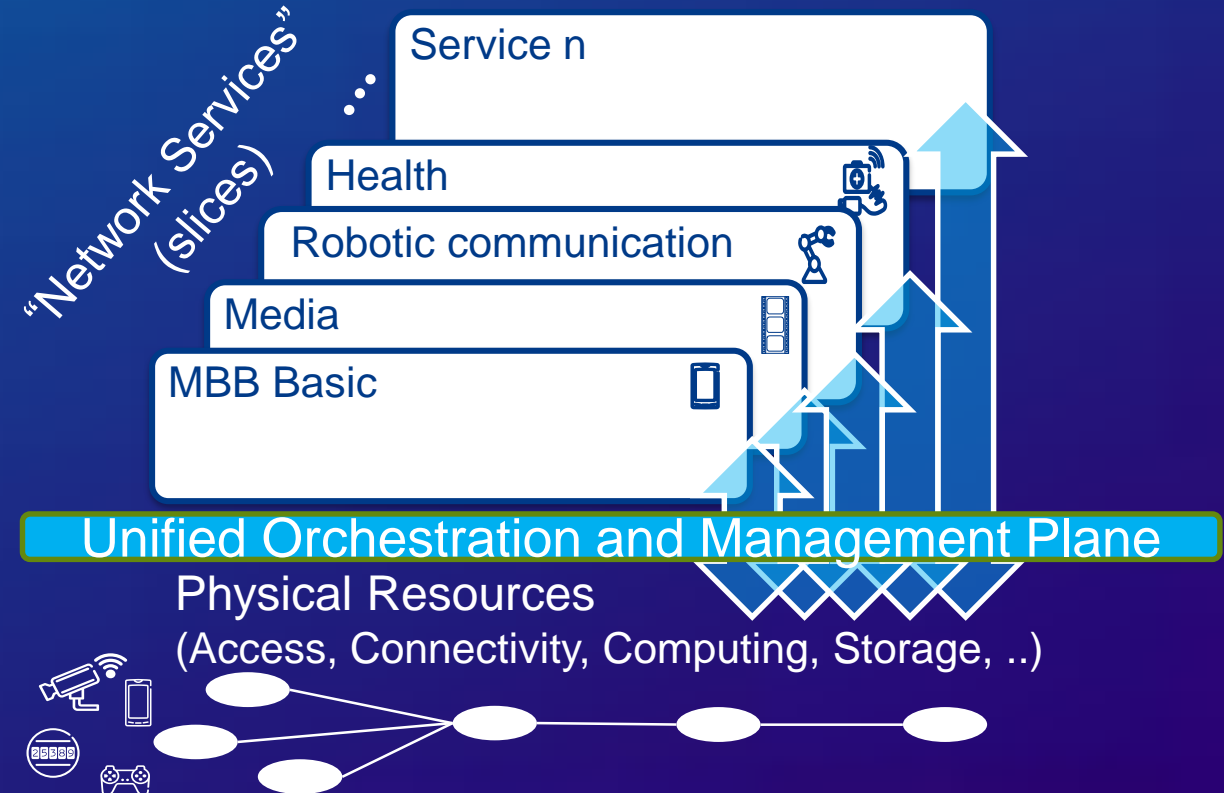 “Network Services”
(slices)
...
Service n
Health
Robotic communication
Media
MBB Basic
Unified Orchestration and Management Plane
Physical Resources
(Access, Connectivity, Computing, Storage, ..)
25389